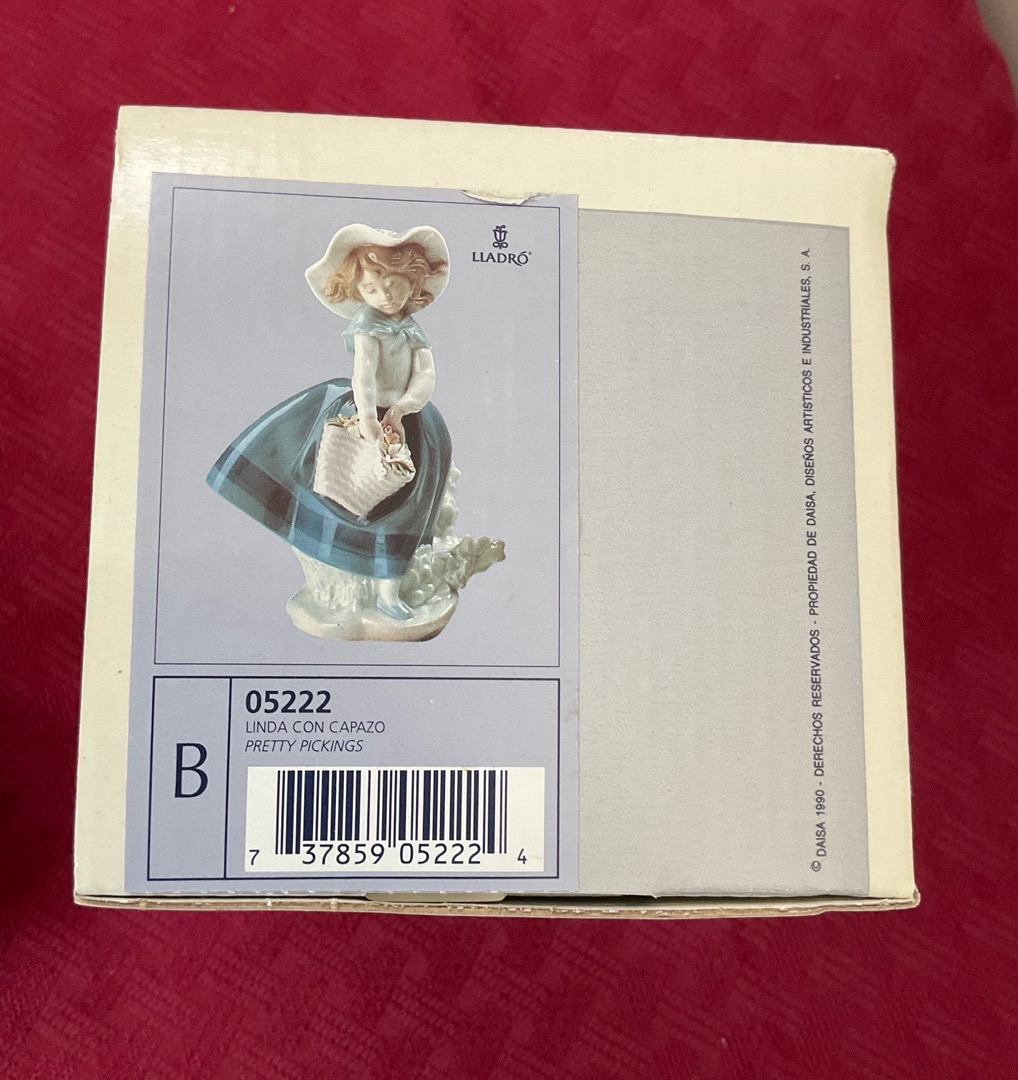 LLADRÓ®
05222
LINDA CON CAPAZO
PRETTY PICKINGS
B
7 37859 05222 4
© DAISA 1990 - DERECHOS RESERVADOS - PROPIEDAD DE DAISA, DISEÑOS ARTISTICOS E INDUSTRIALES, S. A.